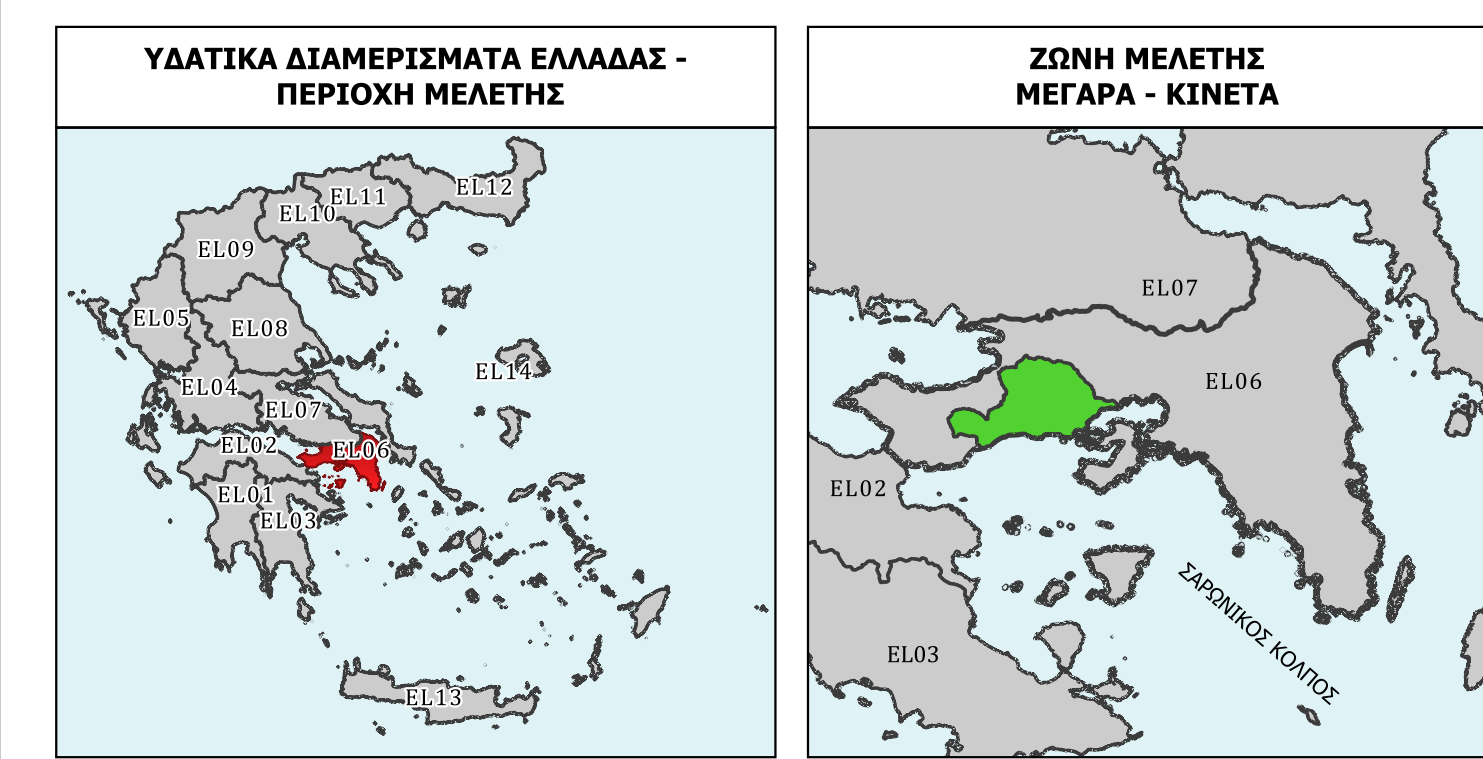 ΥΔΑΤΙΚΑ ΔΙΑΜΕΡΙΣΜΑΤΑ ΕΛΛΑΔΑΣ -
ΠΕΡΙΟΧΗ ΜΕΛΕΤΗΣ
EL12
EL11
EL10
EL09
EL05
EL08
EL14
EL04
EL07
EL02
EL06
EL01
EL03
EL13
ΖΩΝΗ ΜΕΛΕΤΗΣ
ΜΕΓΑΡΑ - ΚΙΝΕΤΑ
EL07
EL06
EL02
EL03
ΣΑΡΩΝΙΚΟΣ ΚΟΛΠΟΣ